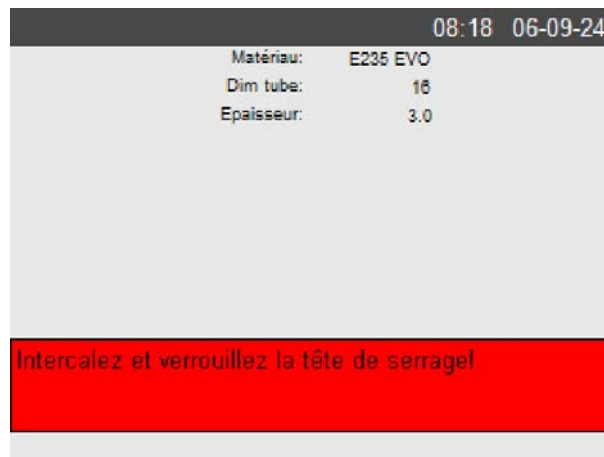 08:18 06-09-24
Matériau: E235 EVO
Dim tube: 16
Epaisseur: 3.0
Intercalez et verrouillez la tête de serrage!